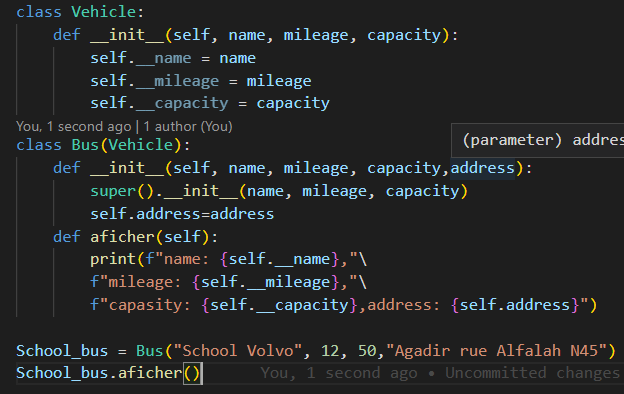 class Vehicle:
    def __init__(self, name, mileage, capacity):
        self.__name = name
        self.__mileage = mileage
        self.__capacity = capacity
You, 1 second ago | 1 author (You)
class Bus(Vehicle):
(parameter) addres
    def __init__(self, name, mileage, capacity,address):
        super().__init__(name, mileage, capacity)
        self.address=address
    def aficher(self):
        print(f"name: {self.__name},"\
        f"mileage: {self.__mileage},"\
        f"capasity: {self.__capacity},address: {self.address}")
School_bus = Bus("School Volvo", 12, 50,"Agadir rue Alfalah N45")
School_bus.aficher() You, 1 second ago • Uncommitted changes